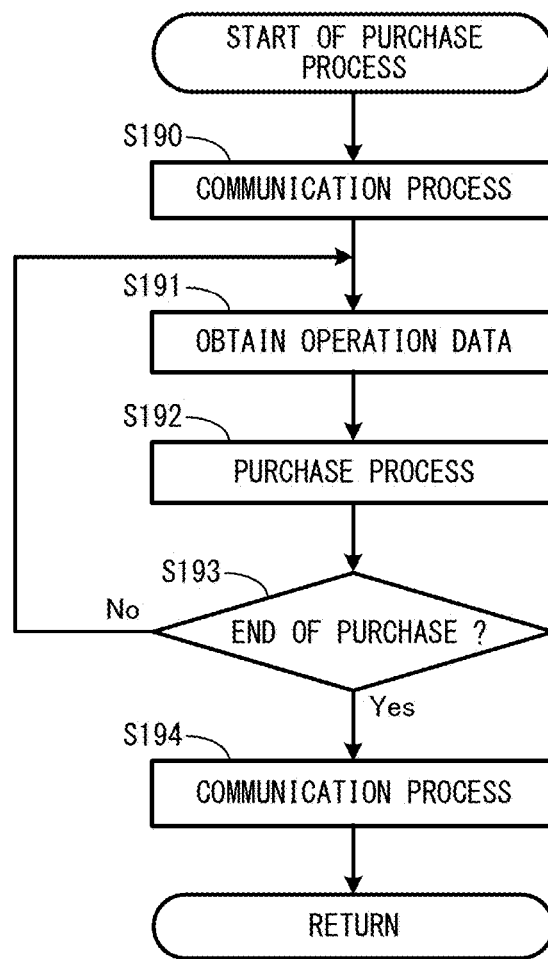 START OF PURCHASE
PROCESS
S190
COMMUNICATION PROCESS
S191
OBTAIN OPERATION DATA
S192
PURCHASE PROCESS
S193
No
END OF PURCHASE ?
Yes
S194
COMMUNICATION PROCESS
RETURN